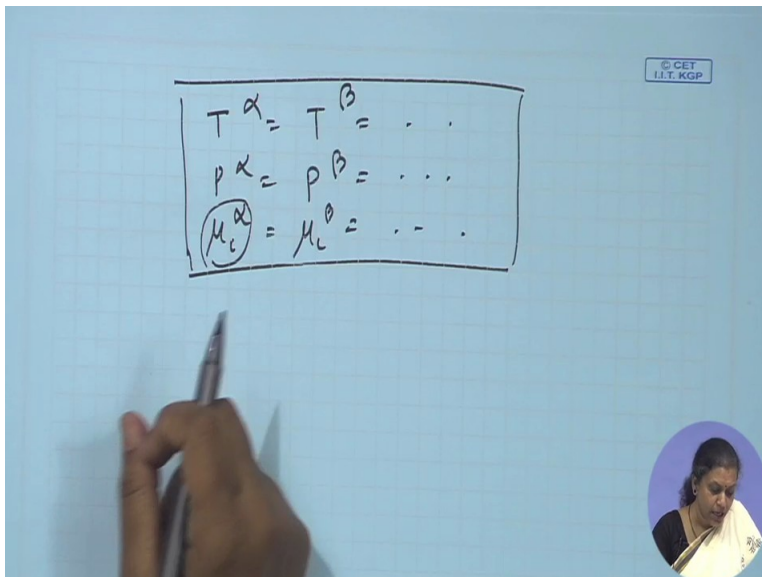 © CET
I.I.T. KGP
T^α = T^β = . .
P^α = P^β = . . .
μ_i^α = μ_i^β = . - .